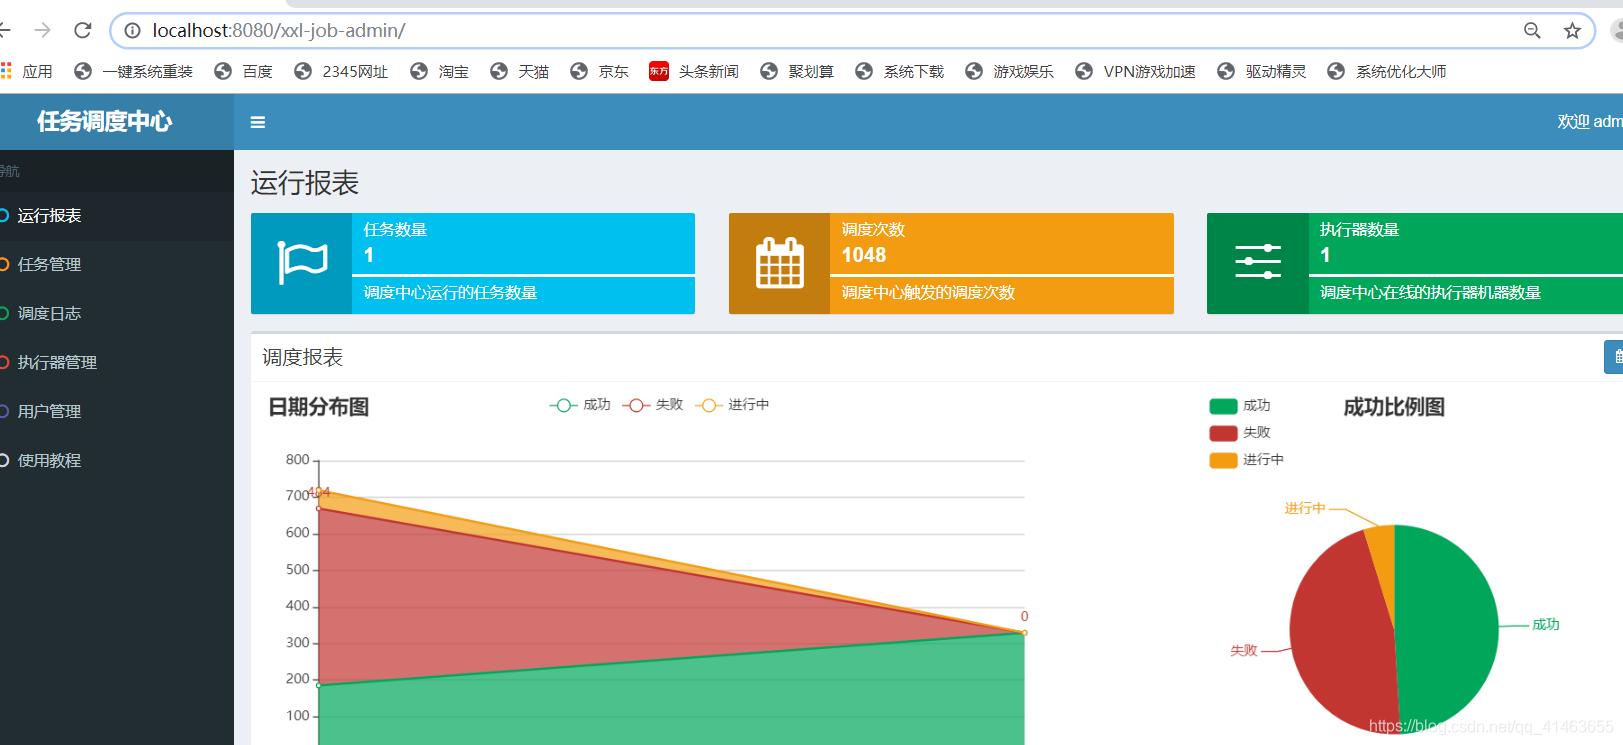 localhost:8080/xxl-job-admin/
应用 一键系统重装 百度 2345网址 淘宝 天猫 京东 东方 头条新闻 聚划算 系统下载 游戏娱乐 VPN游戏加速 驱动精灵 系统优化大师
任务调度中心 欢迎 adm
导航
运行报表
任务管理
调度日志
执行器管理
用户管理
使用教程
运行报表
任务数量
1
调度中心运行的任务数量
调度次数
1048
调度中心触发的调度次数
执行器数量
1
调度中心在线的执行器机器数量
调度报表
日期分布图
成功 失败 进行中
800
700
600
500
400
300
200
100
484
0
成功比例图
成功
失败
进行中
进行中
成功
失败
https://blog.csdn.net/qq_41463655